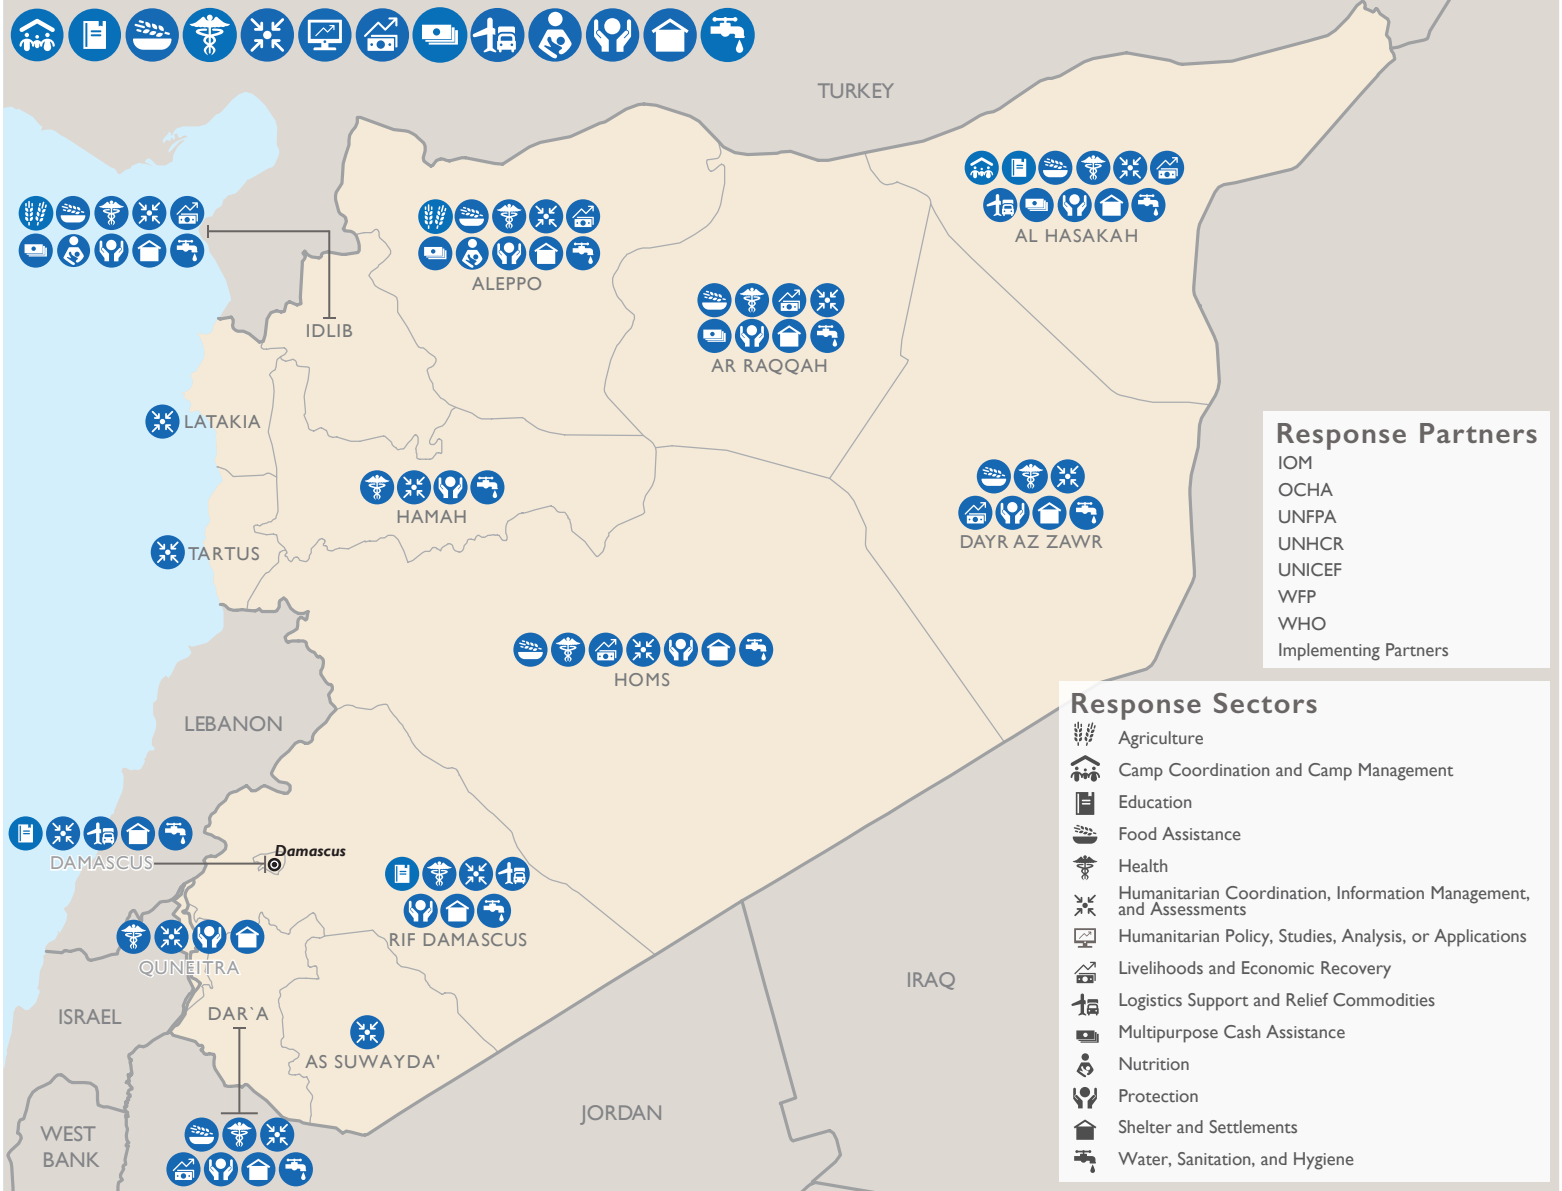 TURKEY
AL HASAKAH
ALEPPO
IDLIB
AR RAQQAH
LATAKIA
HAMAH
TARTUS
DAYR AZ ZAWR
HOMS
LEBANON
DAMASCUS
Damascus
RIF DAMASCUS
QUNEITRA
ISRAEL
DAR`A
AS SUWAYDA'
IRAQ
JORDAN
WEST
BANK
Response Partners
IOM
OCHA
UNFPA
UNHCR
UNICEF
WFP
WHO
Implementing Partners
Response Sectors
Agriculture
Camp Coordination and Camp Management
Education
Food Assistance
Health
Humanitarian Coordination, Information Management,
and Assessments
Humanitarian Policy, Studies, Analysis, or Applications
Livelihoods and Economic Recovery
Logistics Support and Relief Commodities
Multipurpose Cash Assistance
Nutrition
Protection
Shelter and Settlements
Water, Sanitation, and Hygiene